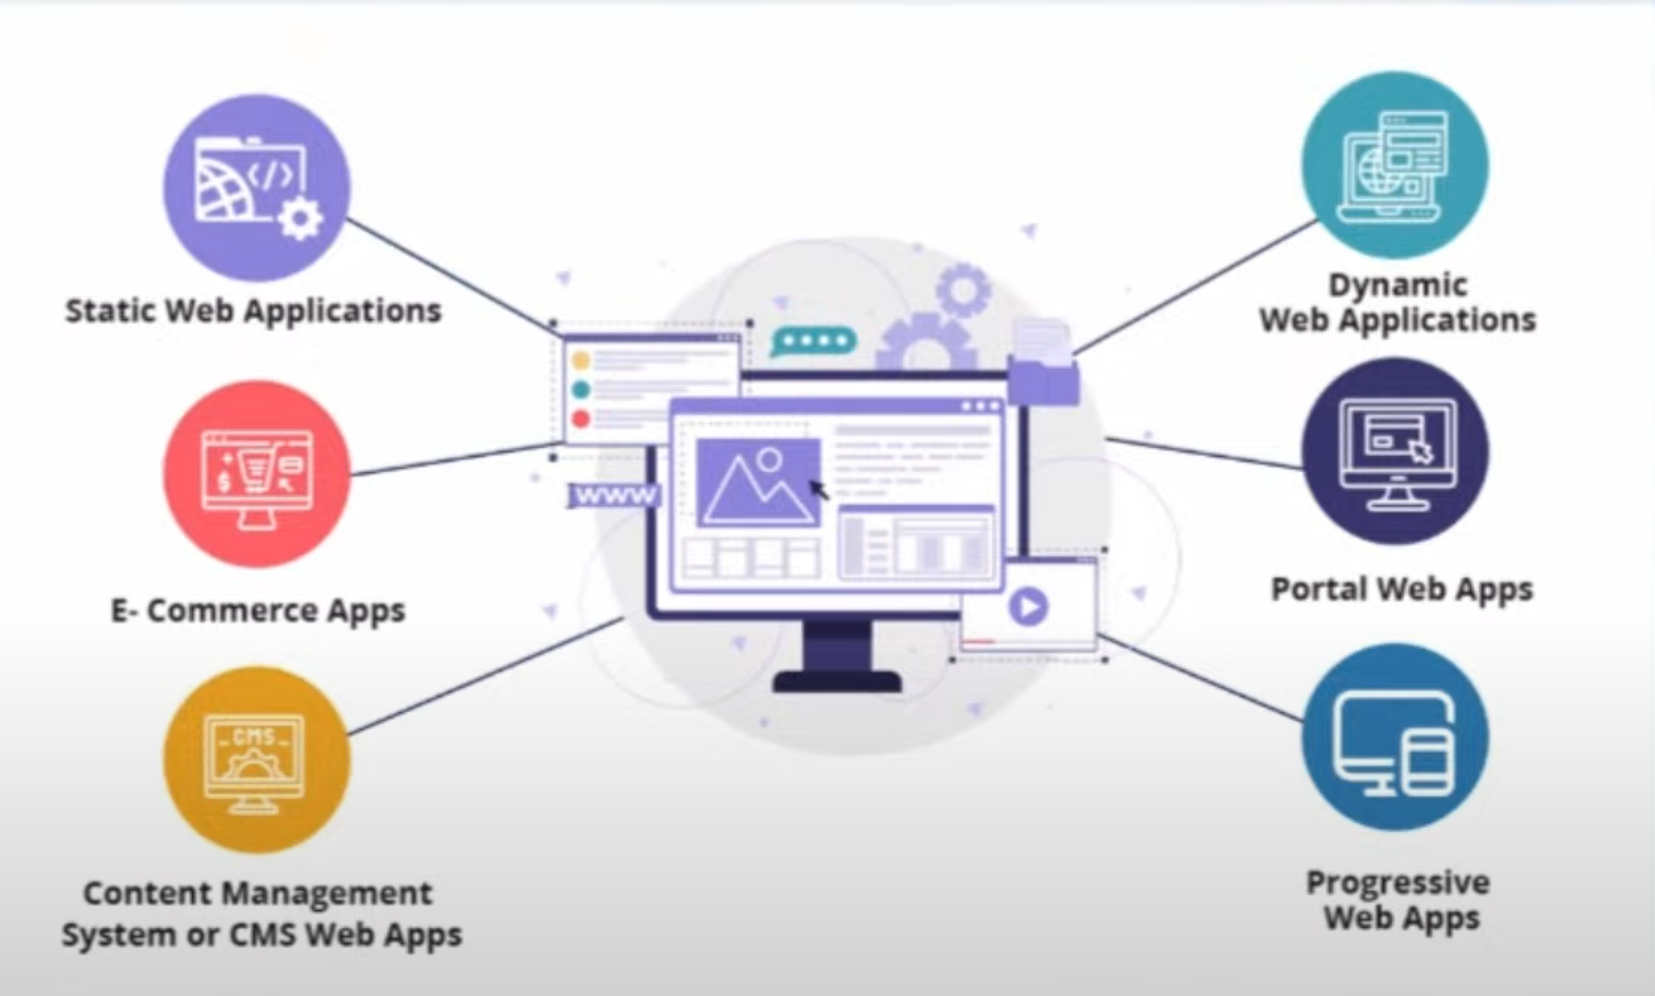 Static Web Applications
E- Commerce Apps
CMS
Content Management
System or CMS Web Apps
www
Dynamic
Web Applications
Portal Web Apps
Progressive
Web Apps